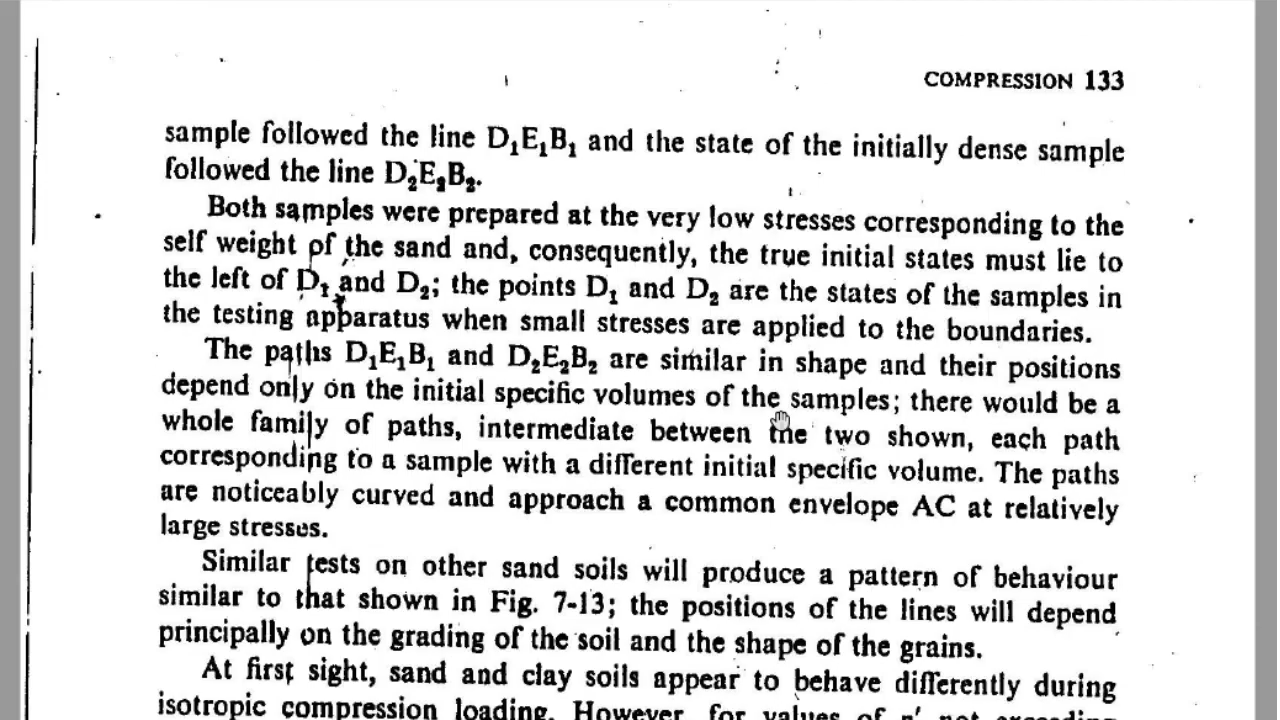 COMPRESSION 133
sample followed the line D₁E₁B₁ and the state of the initially dense sample
followed the line D₂E₂B₂.
Both samples were prepared at the very low stresses corresponding to the
self weight of the sand and, consequently, the true initial states must lie to
the left of D₁ and D₂; the points D₁ and D₂ are the states of the samples in
the testing apparatus when small stresses are applied to the boundaries.
The paths D₁E₁B₁ and D₂E₂B₂ are similar in shape and their positions
depend only on the initial specific volumes of the samples; there would be a
whole family of paths, intermediate between the two shown, each path
corresponding to a sample with a different initial specific volume. The paths
are noticeably curved and approach a common envelope AC at relatively
large stresses.
Similar tests on other sand soils will produce a pattern of behaviour
similar to that shown in Fig. 7-13; the positions of the lines will depend
principally on the grading of the soil and the shape of the grains.
At first sight, sand and clay soils appear to behave differently during
isotropic compression loading. However, for values of p′ not exceeding